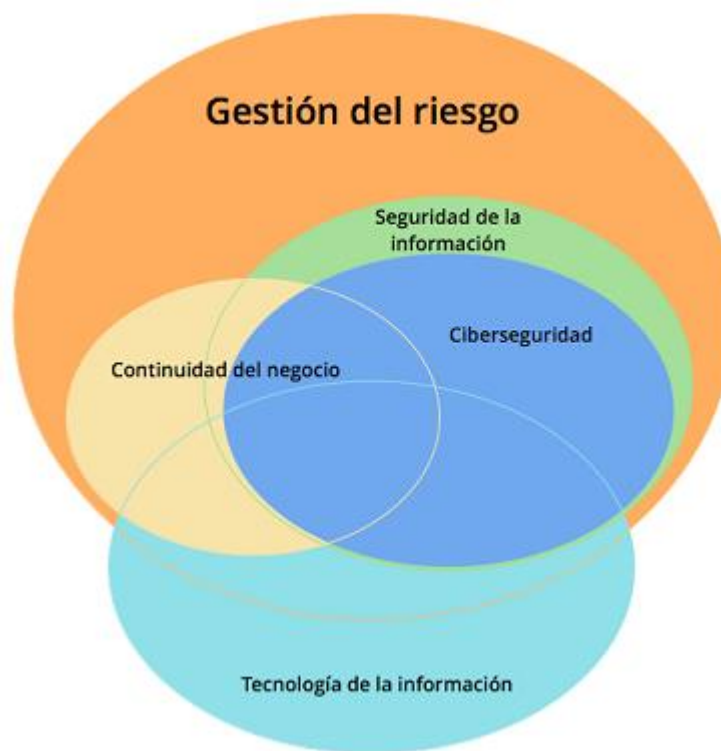 Gestión del riesgo
Seguridad de la
información
Ciberseguridad
Continuidad del negocio
Tecnología de la información